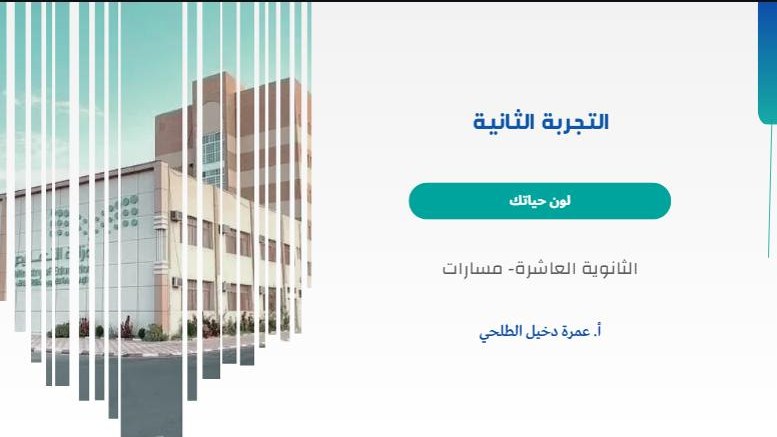 التجربة الثانية
لون حياتك
الثانوية العاشرة- مسارات
أ. عمرة دخيل الطلحي